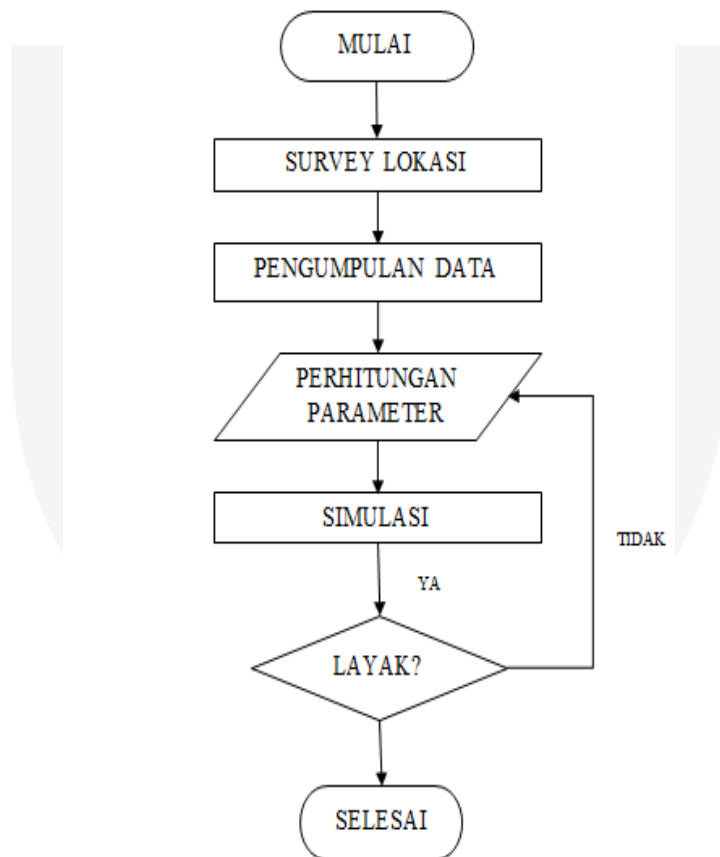 MULAI
SURVEY LOKASI
PENGUMPULAN DATA
PERHITUNGAN
PARAMETER
SIMULASI
TIDAK
YA
LAYAK?
SELESAI